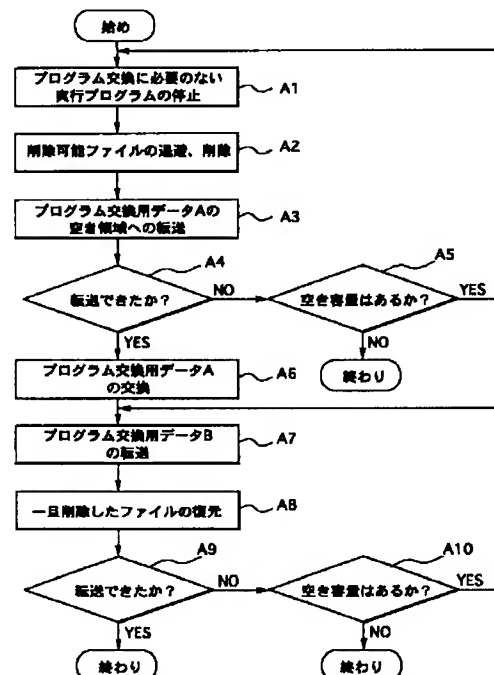 始め
プログラム交換に必要のない
実行プログラムの停止
A1
削除可能ファイルの退避、削除
A2
プログラム交換用データAの
空き領域への転送
A3
A4
転送できたか？
NO
A5
空き容量はあるか？
YES
YES
NO
終わり
プログラム交換用データA
の交換
A6
プログラム交換用データB
の転送
A7
一旦削除したファイルの復元
A8
A9
転送できたか？
NO
A10
空き容量はあるか？
YES
YES
NO
終わり
終わり